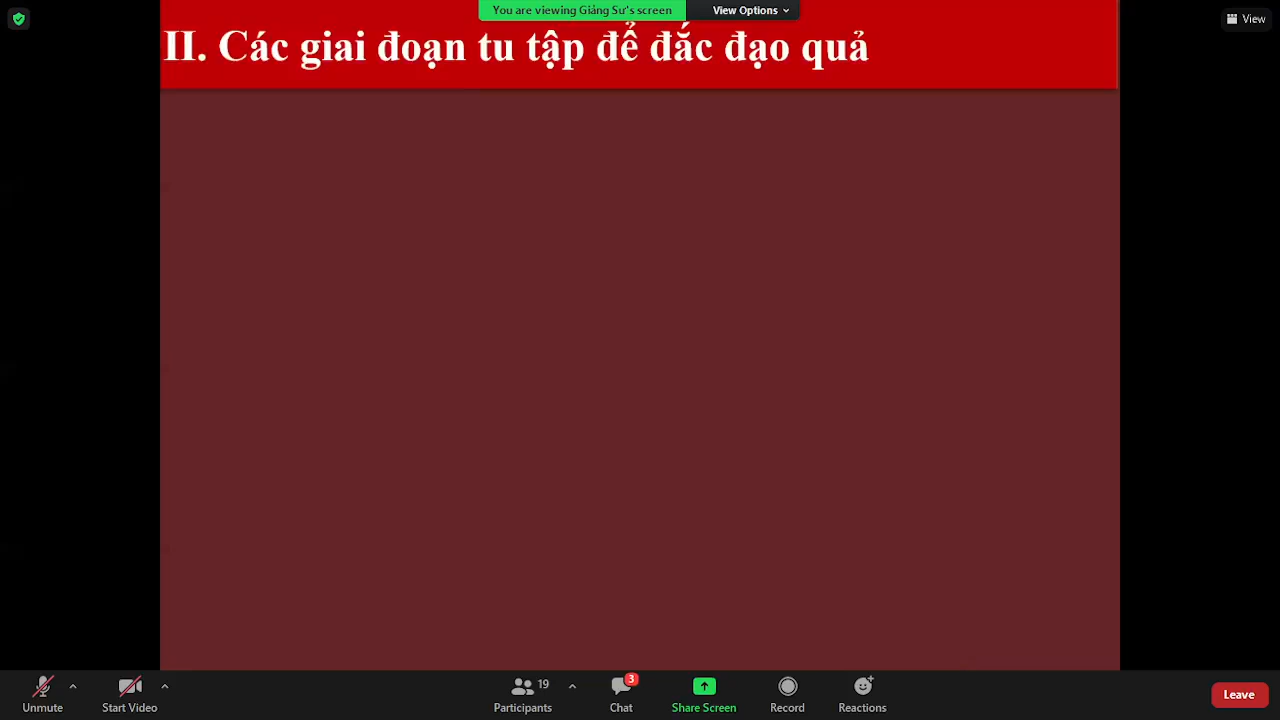 You are viewing Giảng Sư's screen
View Options
View
II. Các giai đoạn tu tập để đắc đạo quả
Unmute
Start Video
19
Participants
3
Chat
Share Screen
Record
Reactions
Leave